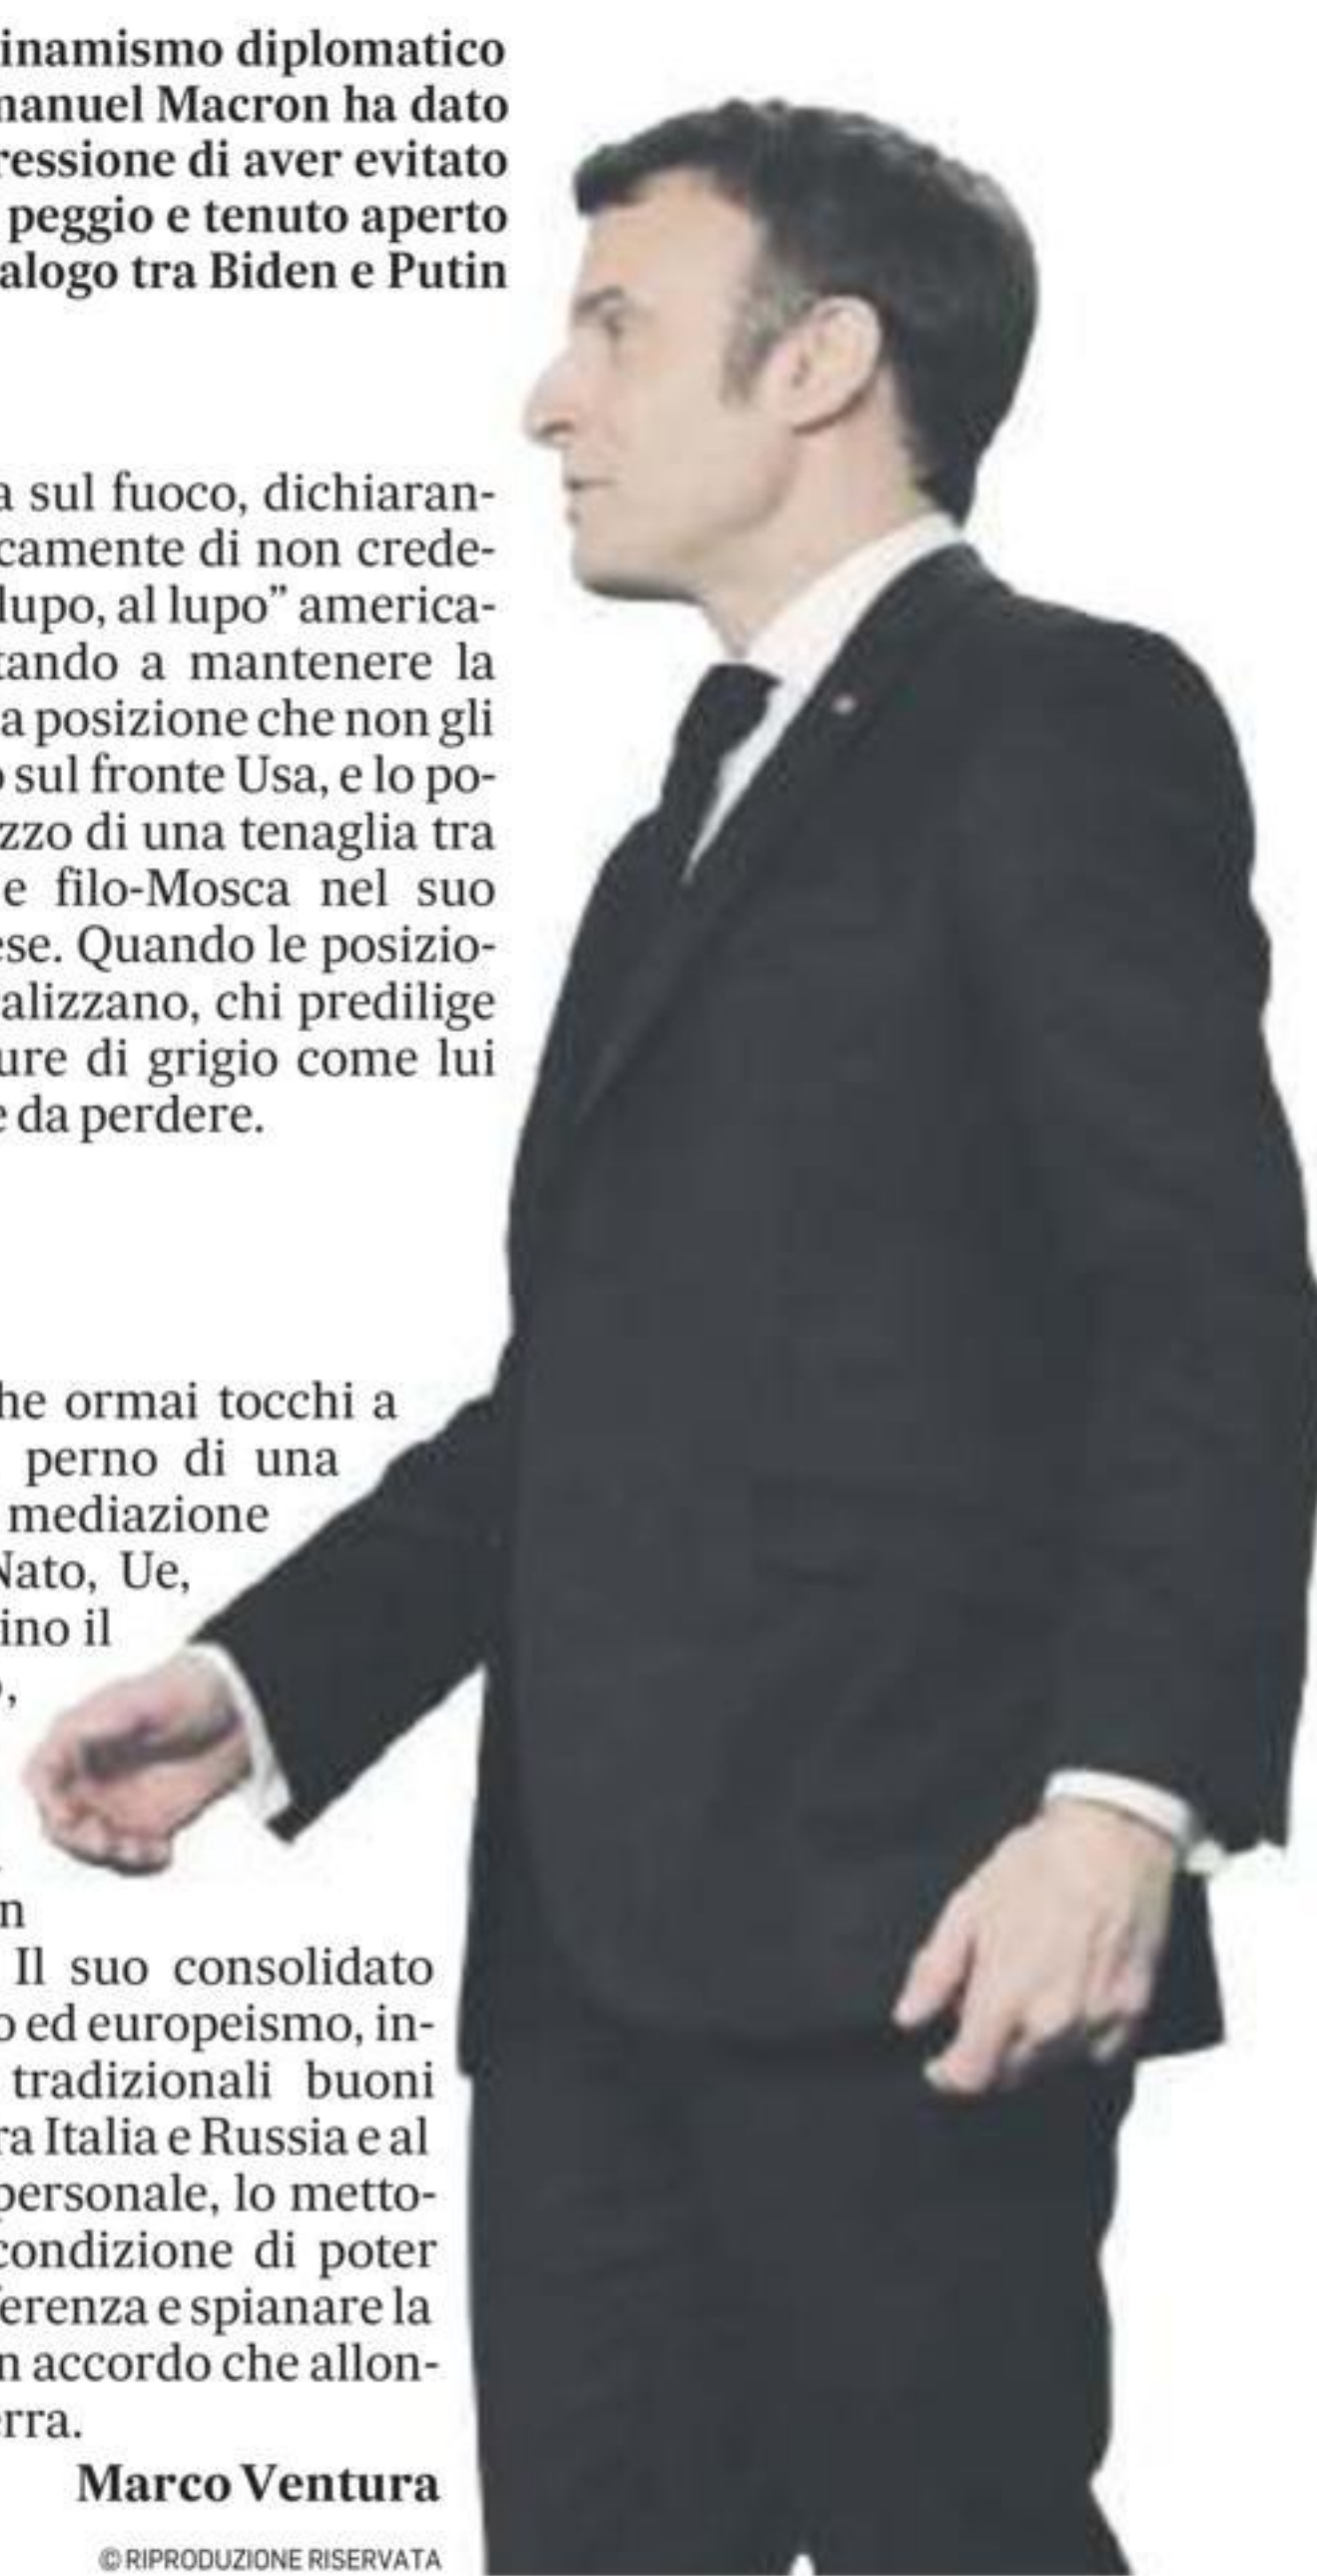 inamismo diplomatico
manuel Macron ha dato
ressione di aver evitato
peggio e tenuto aperto
alogo tra Biden e Putin
a sul fuoco, dichiaran-
camente di non crede-
lupo, al lupo” america-
tando a mantenere la
a posizione che non gli
o sul fronte Usa, e lo po-
zzo di una tenaglia tra
e filo-Mosca nel suo
ese. Quando le posizio-
alizzano, chi predilige
ure di grigio come lui
e da perdere.
he ormai tocchi a
perno di una
mediazione
Nato, Ue,
ino il
o,
n
Il suo consolidato
o ed europeismo, in-
tradizionali buoni
ra Italia e Russia e al
personale, lo metto-
condizione di poter
ferenza e spianare la
n accordo che allon-
erra.
Marco Ventura
© RIPRODUZIONE RISERVATA